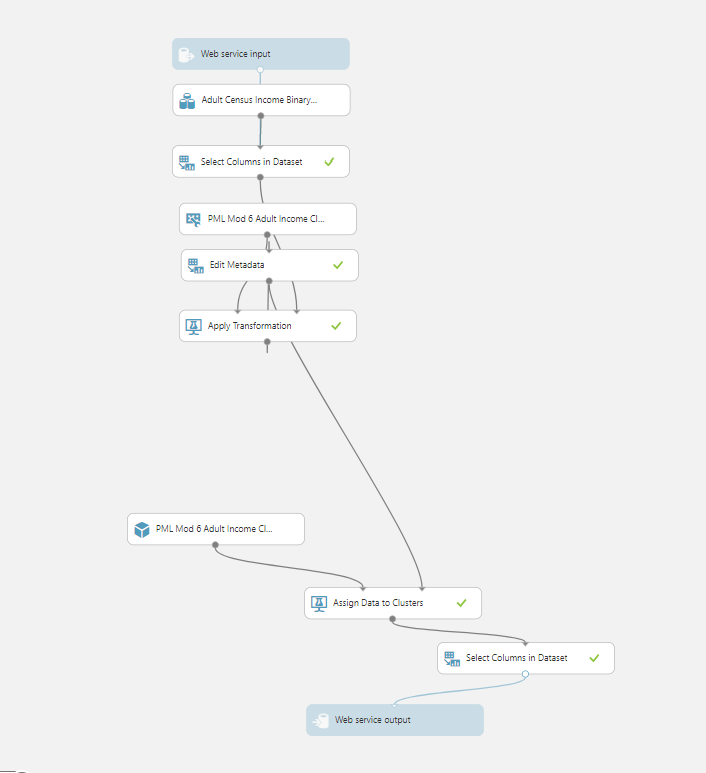 Web service input
Adult Census Income Binary...
Select Columns in Dataset
PML Mod 6 Adult Income Cl...
Edit Metadata
Apply Transformation
PML Mod 6 Adult Income Cl...
Assign Data to Clusters
Select Columns in Dataset
Web service output